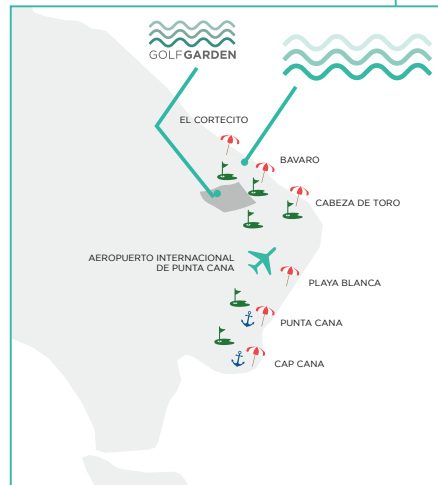 GOLFGARDEN
EL CORTECITO
BAVARO
CABEZA DE TORO
AEROPUERTO INTERNACIONAL
DE PUNTA CANA
PLAYA BLANCA
PUNTA CANA
CAP CANA